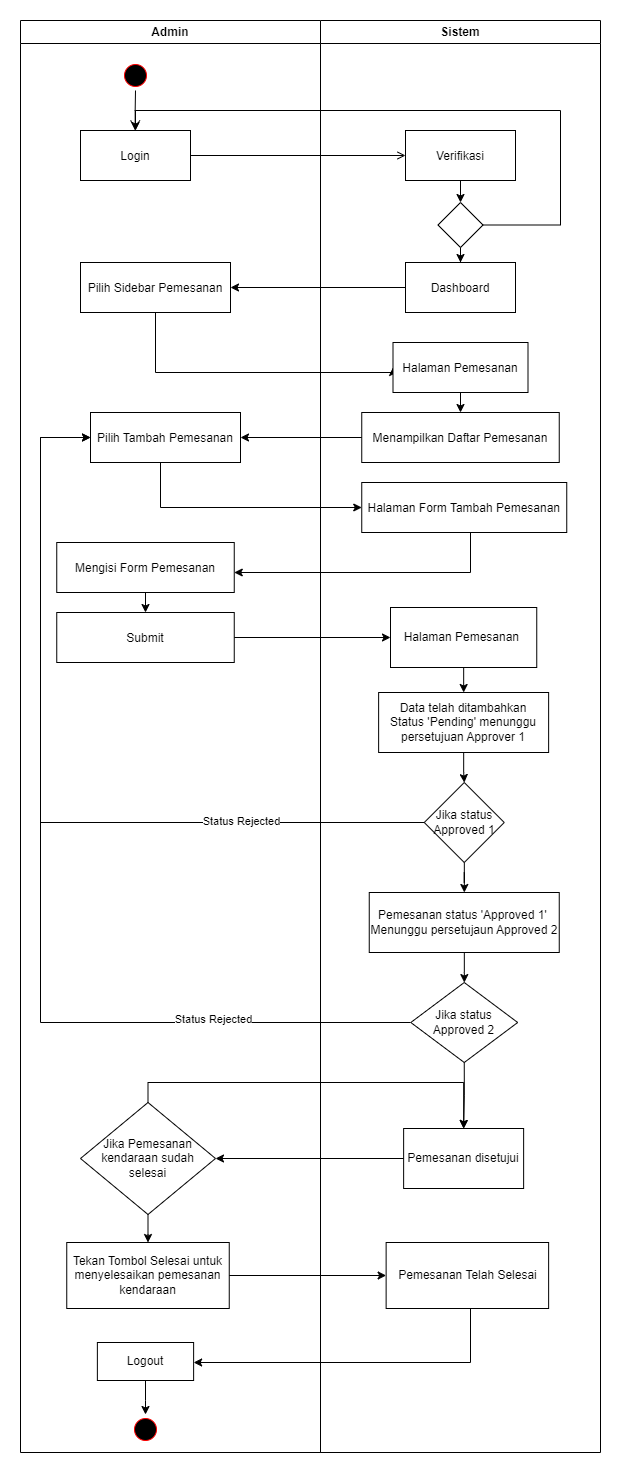 Admin
Sistem
Login
Verifikasi
Pilih Sidebar Pemesanan
Dashboard
Halaman Pemesanan
Pilih Tambah Pemesanan
Menampilkan Daftar Pemesanan
Halaman Form Tambah Pemesanan
Mengisi Form Pemesanan
Submit
Halaman Pemesanan
Data telah ditambahkan
Status 'Pending' menunggu
persetujuan Approver 1
Status Rejected
Jika status
Approved 1
Pemesanan status 'Approved 1'
Menunggu persetujaun Approved 2
Status Rejected
Jika status
Approved 2
Jika Pemesanan
kendaraan sudah
selesai
Pemesanan disetujui
Tekan Tombol Selesai untuk
menyelesaikan pemesanan
kendaraan
Pemesanan Telah Selesai
Logout